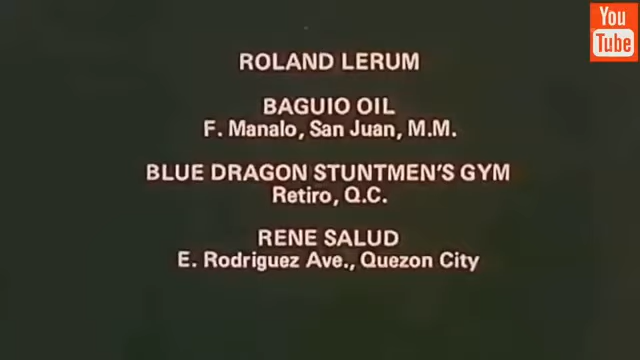 You
Tube
ROLAND LERUM
BAGUIO OIL
F. Manalo, San Juan, M.M.
BLUE DRAGON STUNTMEN'S GYM
Retiro, Q.C.
RENE SALUD
E. Rodriguez Ave., Quezon City